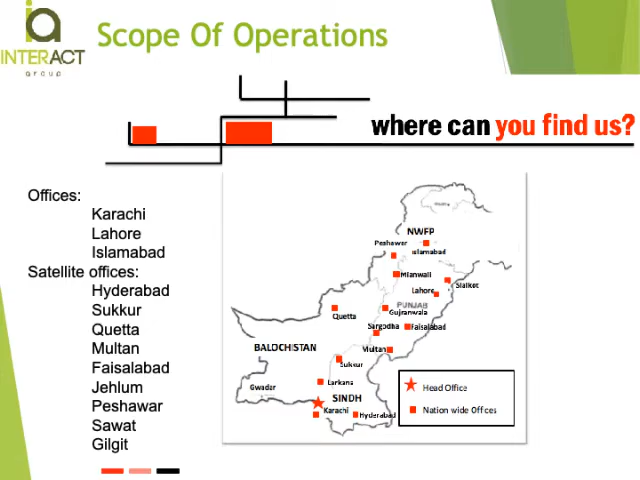 ia
INTERACT
group
Scope Of Operations
where can you find us?
Offices:
Karachi
Lahore
Islamabad
Satellite offices:
Hyderabad
Sukkur
Quetta
Multan
Faisalabad
Jehlum
Peshawar
Sawat
Gilgit
NWFP
Peshawar
Islamabad
Mianwali
Sialket
Lahore
PUNJAB
Gujranwala
Quetta
Sargodha
Faisalabad
BALOCHISTAN
Multan
Sukkur
Larkana
Gwadar
SINDH
Karachi
Hyderabad
Head Office
Nation wide Offices